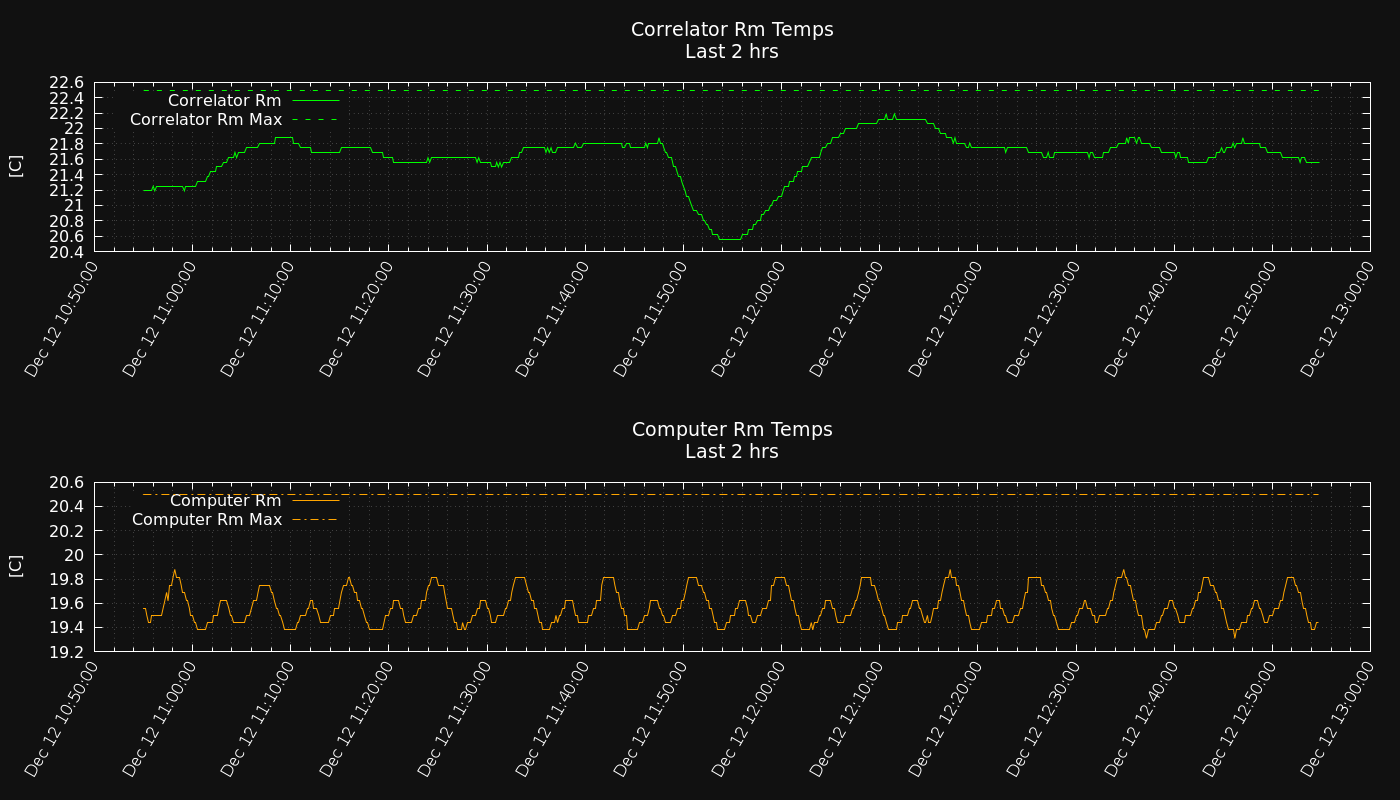 Correlator Rm Temps
Last 2 hrs
22.6
22.4
22.2
22
21.8
21.6
21.4
21.2
21
20.8
20.6
20.4
[C]
Correlator Rm
Correlator Rm Max
Dec 12 10:50:00
Dec 12 11:00:00
Dec 12 11:10:00
Dec 12 11:20:00
Dec 12 11:30:00
Dec 12 11:40:00
Dec 12 11:50:00
Dec 12 12:00:00
Dec 12 12:10:00
Dec 12 12:20:00
Dec 12 12:30:00
Dec 12 12:40:00
Dec 12 12:50:00
Dec 12 13:00:00
Computer Rm Temps
Last 2 hrs
20.6
20.4
20.2
20
19.8
19.6
19.4
19.2
[C]
Computer Rm
Computer Rm Max
Dec 12 10:50:00
Dec 12 11:00:00
Dec 12 11:10:00
Dec 12 11:20:00
Dec 12 11:30:00
Dec 12 11:40:00
Dec 12 11:50:00
Dec 12 12:00:00
Dec 12 12:10:00
Dec 12 12:20:00
Dec 12 12:30:00
Dec 12 12:40:00
Dec 12 12:50:00
Dec 12 13:00:00